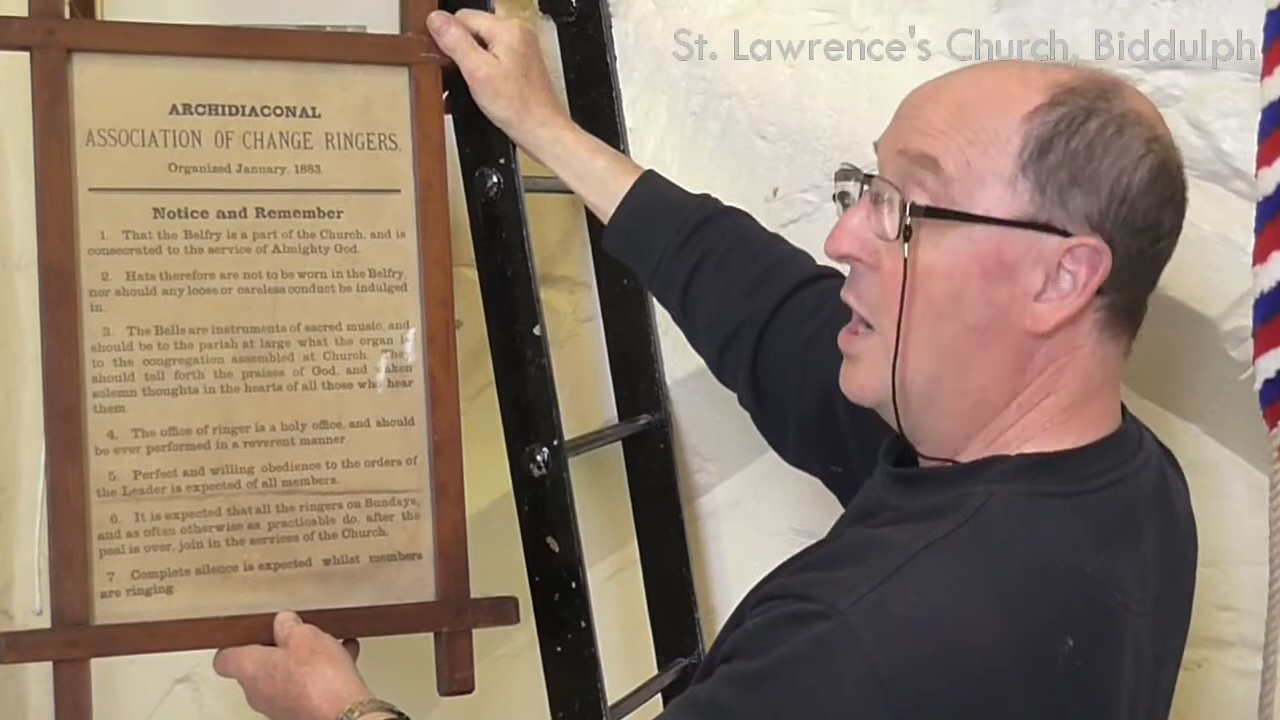 St. Lawrence's Church, Biddulph
ARCHIDIACONAL
ASSOCIATION OF CHANGE RINGERS,
Organized January, 1883.
Notice and Remember
1. That the Belfry is a part of the Church, and is
consecrated to the service of Almighty God.
2. Hats therefore are not to be worn in the Belfry,
nor should any loose or careless conduct be indulged
in.
3. The Bells are instruments of sacred music, and
should be to the parish at large what the organ is
to the congregation assembled at Church. They
should tell forth the praises of God, and waken
solemn thoughts in the hearts of all those who hear
them.
4. The office of ringer is a holy office, and should
be ever performed in a reverent manner.
5. Perfect and willing obedience to the orders of
the Leader is expected of all members.
6. It is expected that all the ringers on Sundays,
and as often otherwise as practicable do, after the
peal is over, join in the services of the Church.
7. Complete silence is expected whilst members
are ringing.